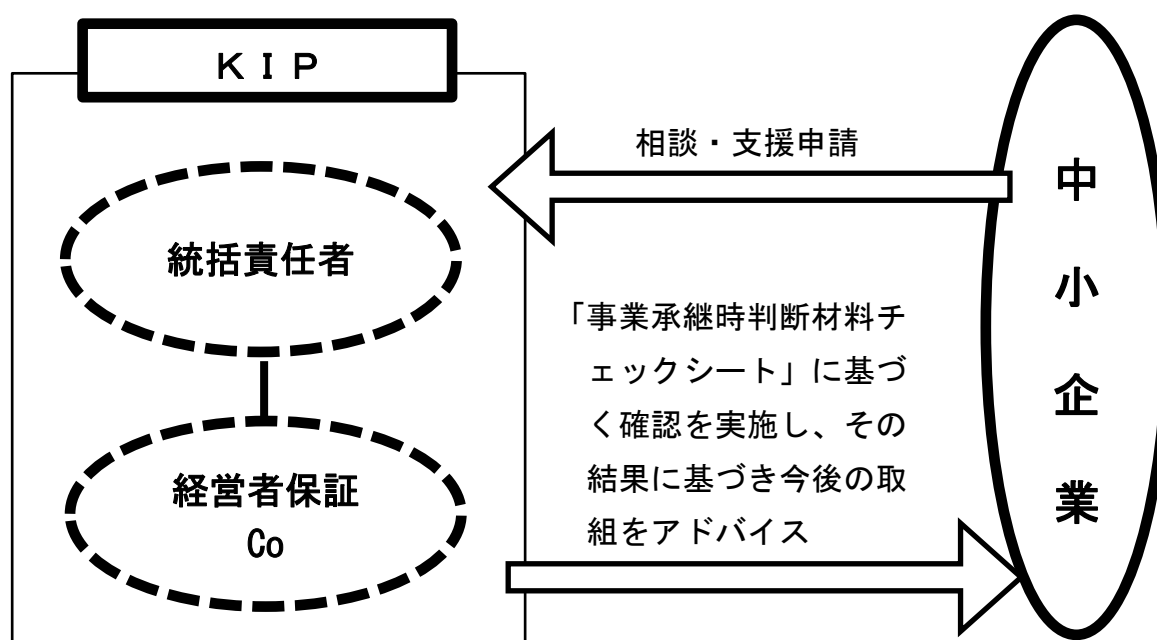 ＫＩＰ
相談・支援申請
統括責任者
中小企業
「事業承継時判断材料チ
ェックシート」に基づ
く確認を実施し、その
結果に基づき今後の取
組をアドバイス
経営者保証
Co